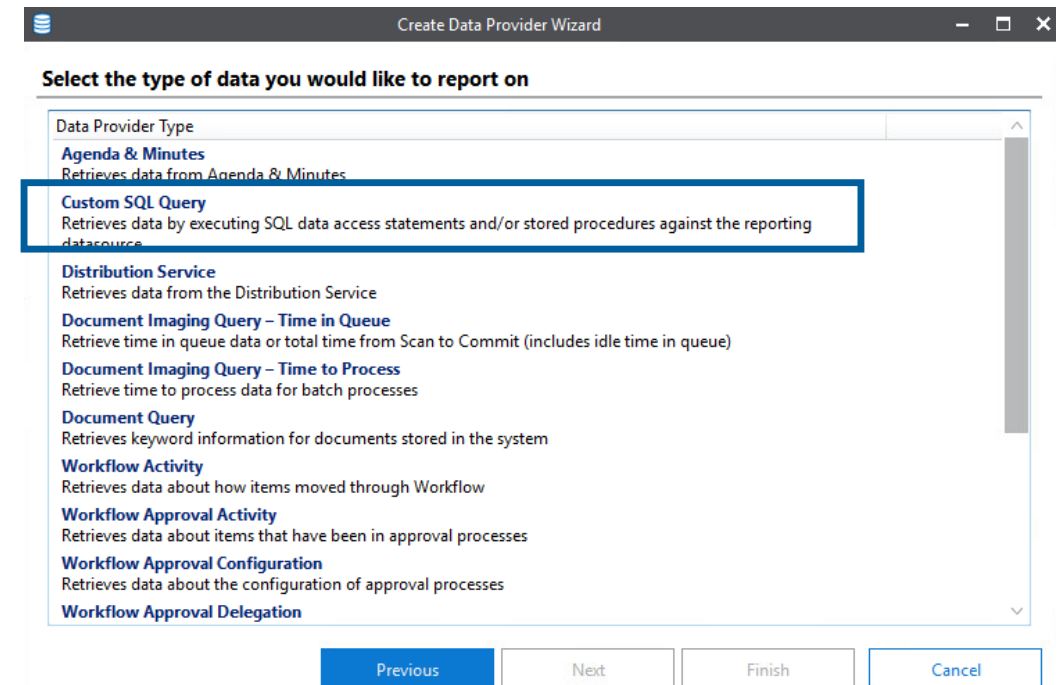 Create Data Provider Wizard
Select the type of data you would like to report on
Data Provider Type
Agenda & Minutes
Retrieves data from Agenda & Minutes
Custom SQL Query
Retrieves data by executing SQL data access statements and/or stored procedures against the reporting
datasource
Distribution Service
Retrieves data from the Distribution Service
Document Imaging Query – Time in Queue
Retrieve time in queue data or total time from Scan to Commit (includes idle time in queue)
Document Imaging Query – Time to Process
Retrieve time to process data for batch processes
Document Query
Retrieves keyword information for documents stored in the system
Workflow Activity
Retrieves data about how items moved through Workflow
Workflow Approval Activity
Retrieves data about items that have been in approval processes
Workflow Approval Configuration
Retrieves data about the configuration of approval processes
Workflow Approval Delegation
Previous Next Finish Cancel